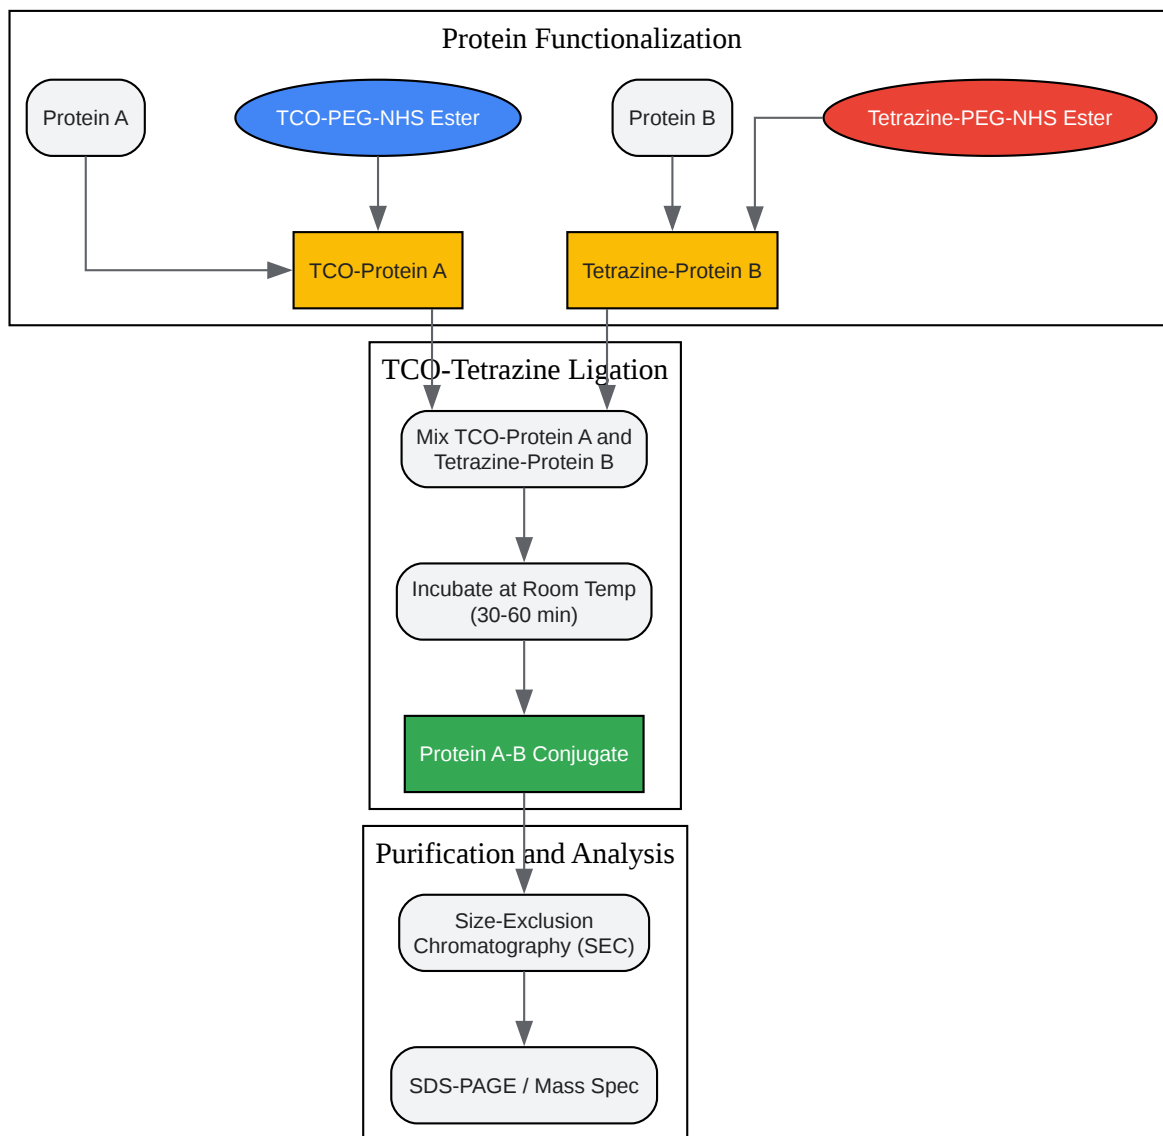 Protein Functionalization
Protein A
TCO-PEG-NHS Ester
Protein B
Tetrazine-PEG-NHS Ester
TCO-Protein A
Tetrazine-Protein B
TCO-Tetrazine Ligation
Mix TCO-Protein A and
Tetrazine-Protein B
Incubate at Room Temp
(30-60 min)
Protein A-B Conjugate
Purification and Analysis
Size-Exclusion
Chromatography (SEC)
SDS-PAGE / Mass Spec